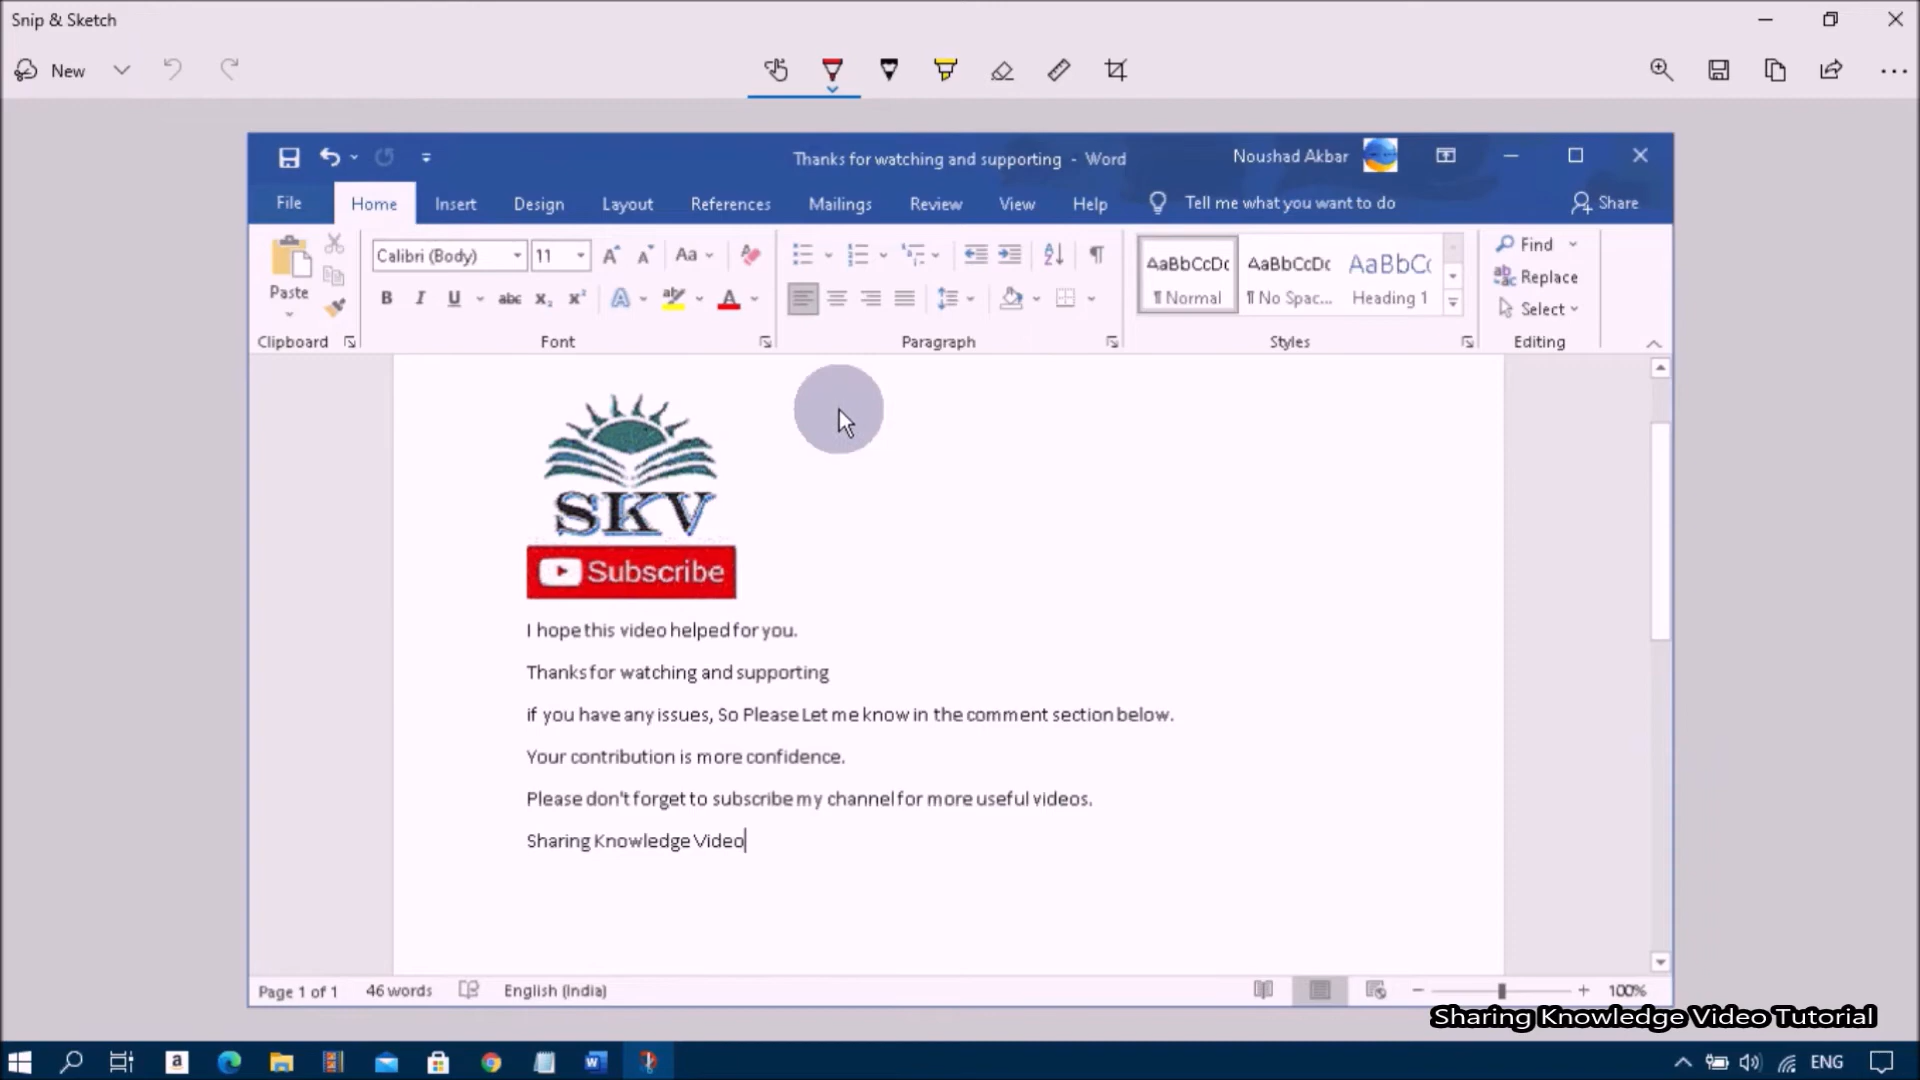 Snip & Sketch
New
Thanks for watching and supporting - Word
Noushad Akbar
File Home Insert Design Layout References Mailings Review View Help Tell me what you want to do Share
Paste
Clipboard
Calibri (Body) 11
Aa
B I U abc X₂ X² A ab A
Font
Paragraph
AaBbCcDc AaBbCcDc AaBbCc
¶ Normal ¶ No Spac... Heading 1
Styles
Find
Replace
Select
Editing
SKV
Subscribe
I hope this video helped for you.
Thanks for watching and supporting
if you have any issues, So Please Let me know in the comment section below.
Your contribution is more confidence.
Please don't forget to subscribe my channel for more useful videos.
Sharing Knowledge Video
Page 1 of 1 46 words English (India) 100%
Sharing Knowledge Video Tutorial
ENG